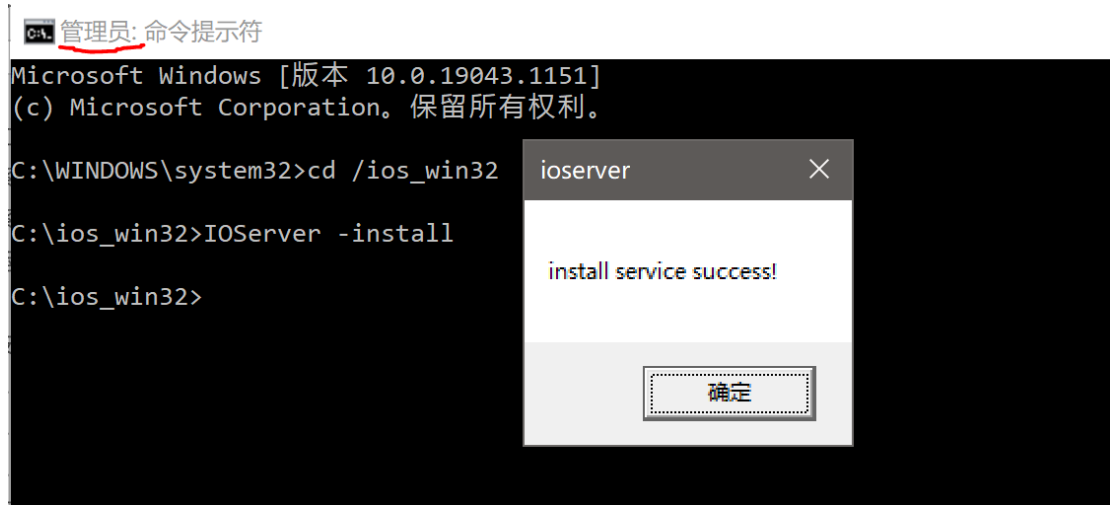 管理员: 命令提示符
Microsoft Windows [版本 10.0.19043.1151]
(c) Microsoft Corporation。保留所有权利。
C:\WINDOWS\system32>cd /ios_win32
C:\ios_win32>IOServer -install
C:\ios_win32>
ioserver
install service success!
确定